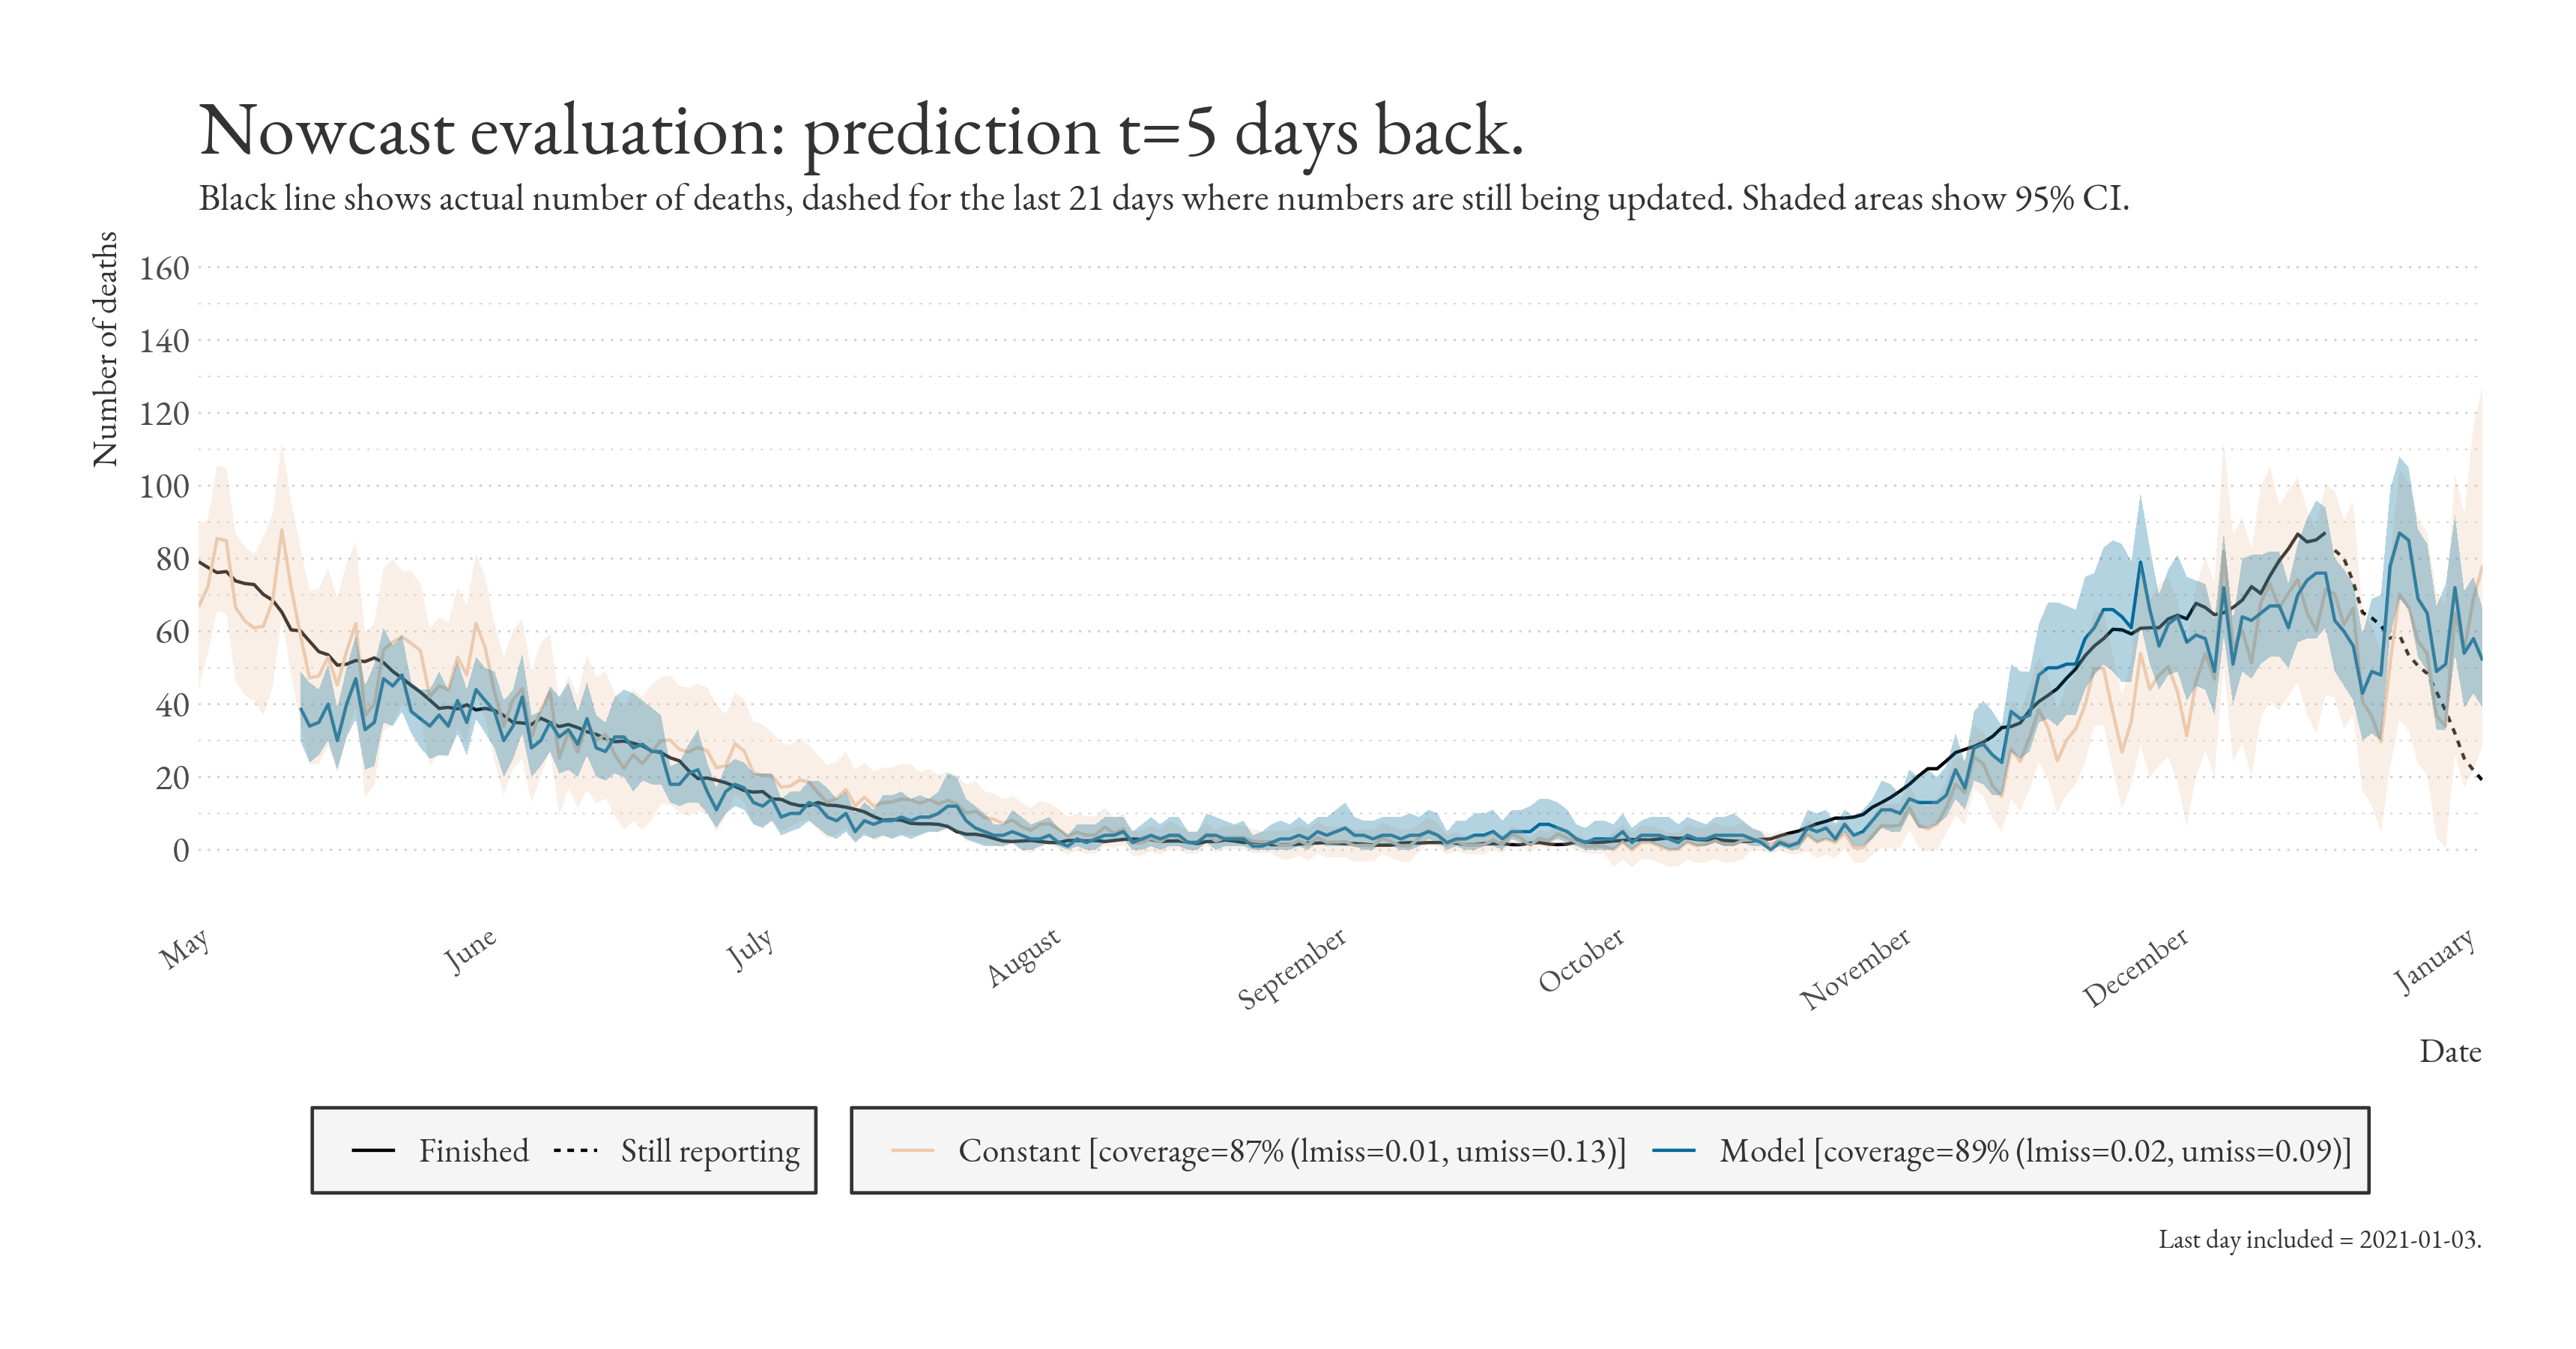 Nowcast evaluation: prediction t=5 days back.
Black line shows actual number of deaths, dashed for the last 21 days where numbers are still being updated. Shaded areas show 95% CI.
Number of deaths
160
140
120
100
80
60
40
20
0
May
June
July
August
September
October
November
December
January
Date
Finished
Still reporting
Constant [coverage=87% (lmiss=0.01, umiss=0.13)]
Model [coverage=89% (lmiss=0.02, umiss=0.09)]
Last day included = 2021-01-03.